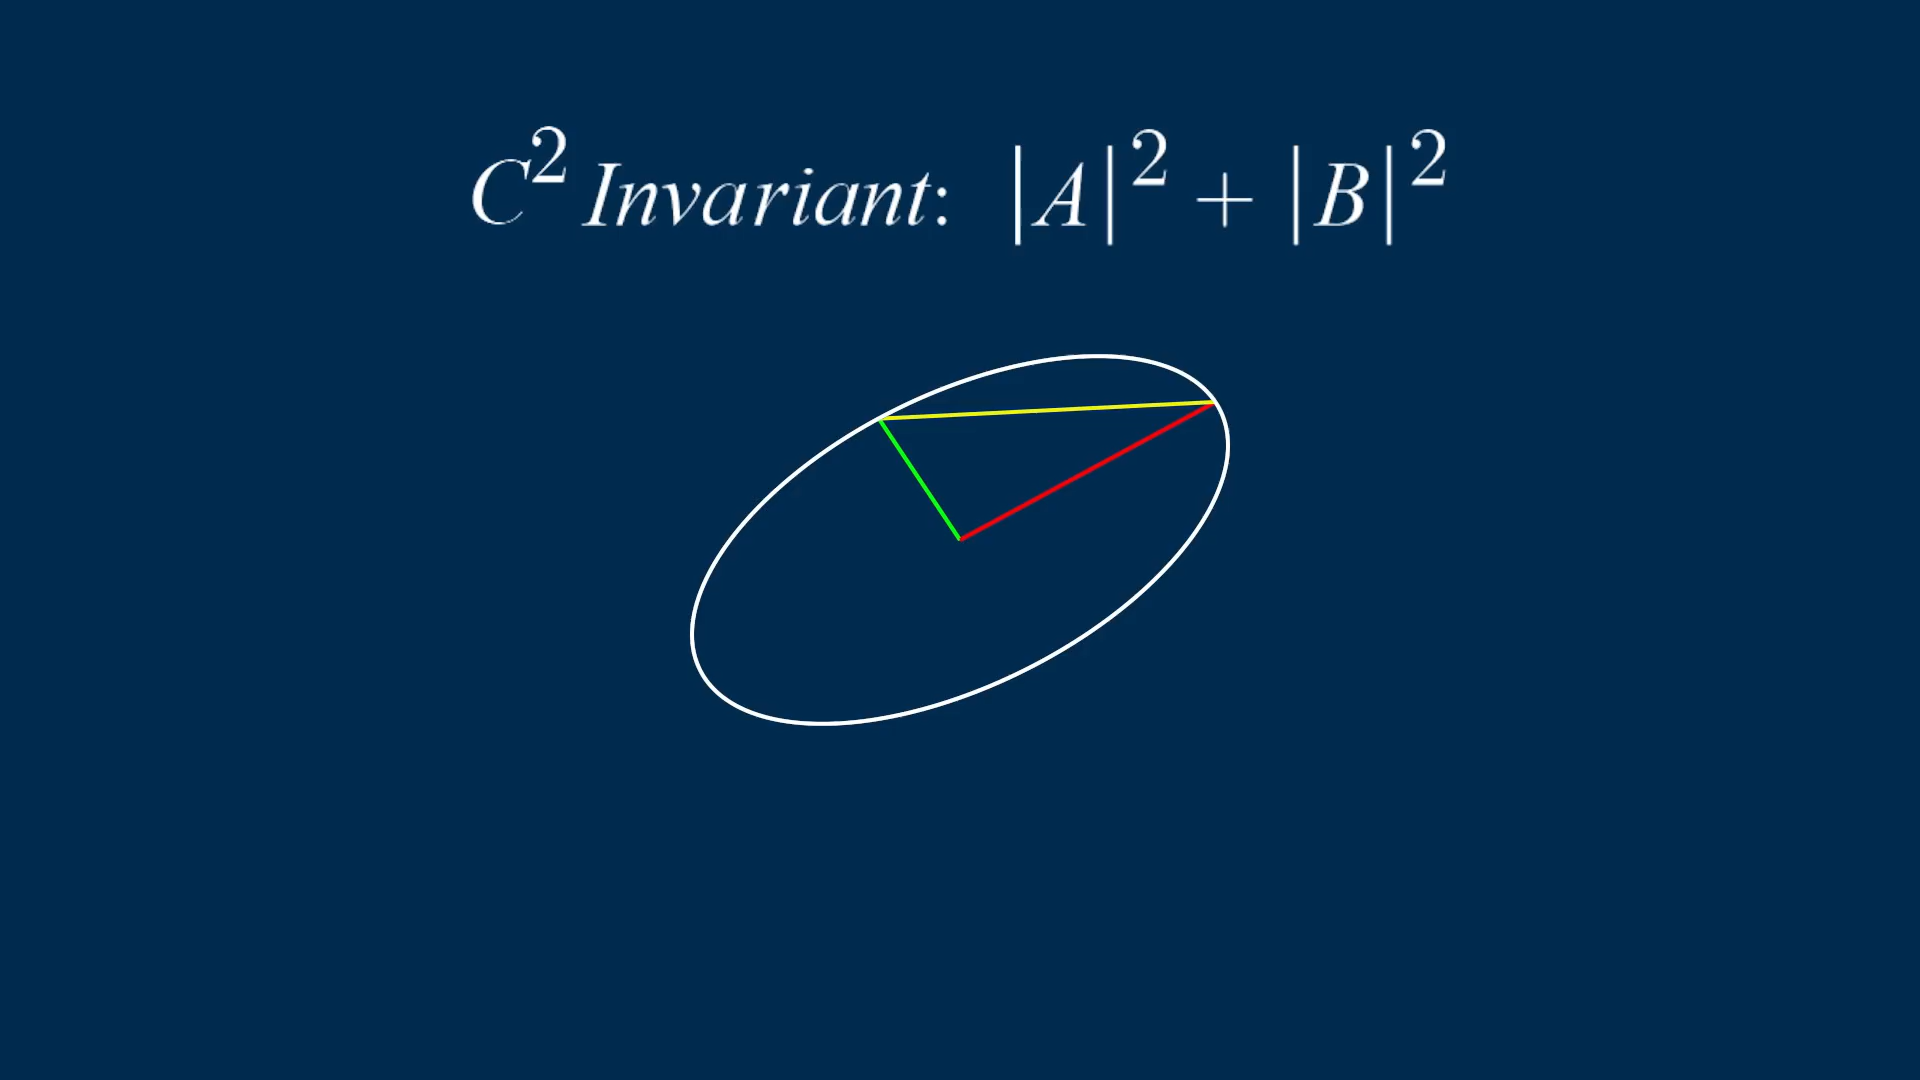 C² Invariant: |A|² + |B|²